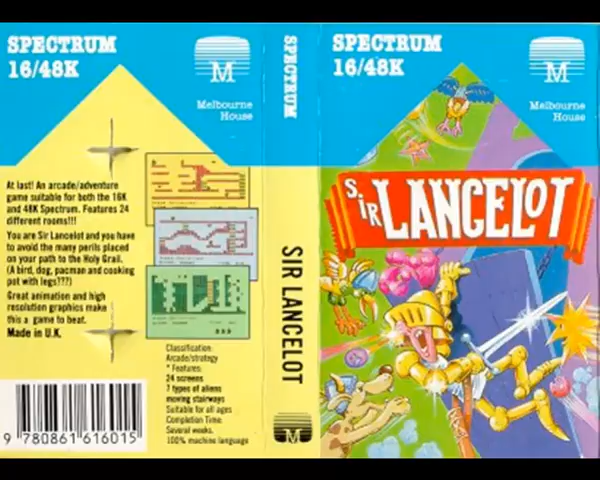 SPECTRUM
16/48K
M
Melbourne
House
At last! An arcade/adventure
game suitable for both the 16K
and 48K Spectrum. Features 24
different rooms!!!
You are Sir Lancelot and you have
to avoid the many perils placed
on your path to the Holy Grail.
(A bird, dog, pacman and cooking
pot with legs???)
Great animation and high
resolution graphics make
this a game to beat.
Made in U.K.
Classification:
Arcade/strategy
* Features:
24 screens
7 types of aliens
moving stairways
Suitable for all ages
Completion Time:
Several weeks.
100% machine language
9 780861 616015
SPECTRUM
SIR LANCELOT
M
SPECTRUM
16/48K
M
Melbourne
House
SIR LANCELOT